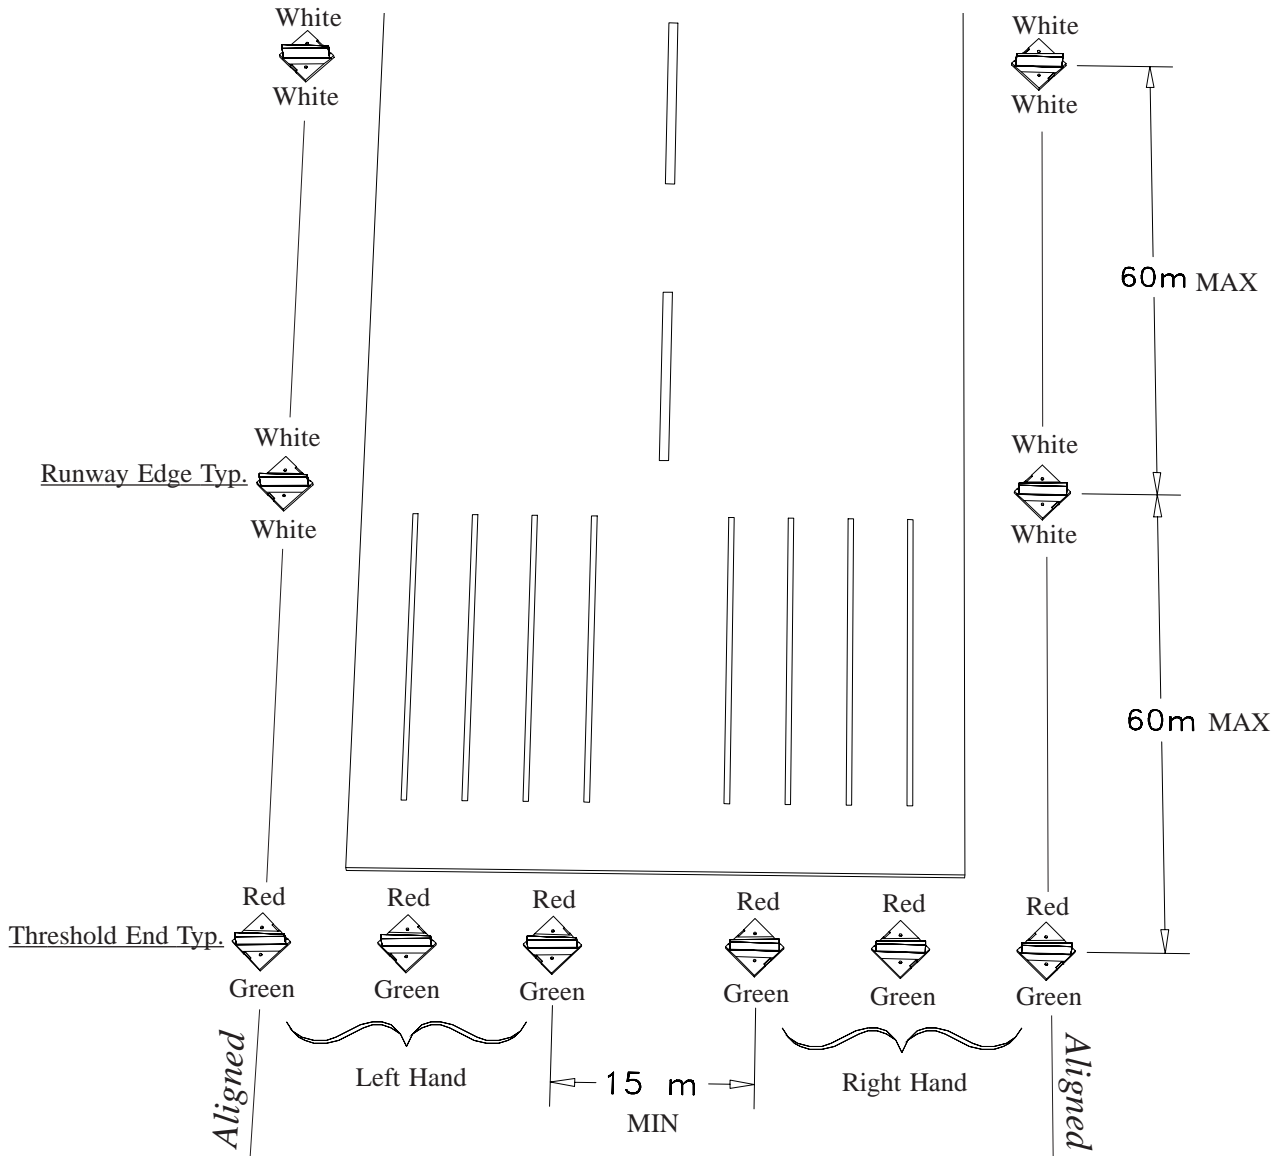 White
White
White
White
60m MAX
White
White
Runway Edge Typ.
White
White
60m MAX
Red
Red
Red
Red
Red
Red
Threshold End Typ.
Green
Green
Green
Green
Green
Green
Aligned
Left Hand
15 m
MIN
Right Hand
Aligned